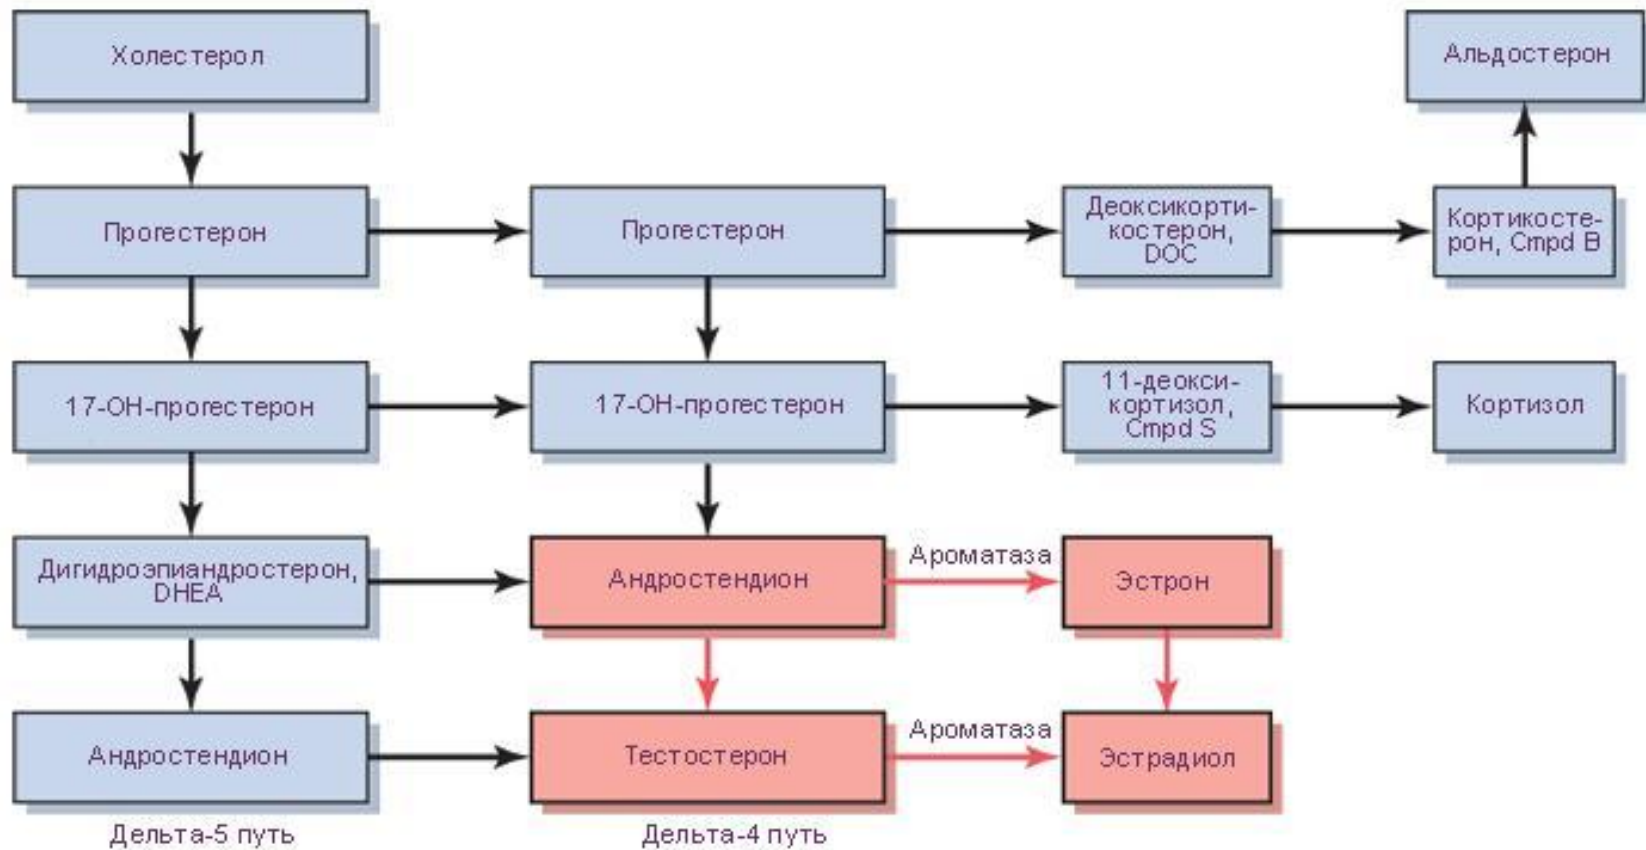 Холестерол
Альдостерон
Прогестерон
Прогестерон
Деоксикорти-
костерон,
DOC
Кортикосте-
рон, Cmpd B
17-ОН-прогестерон
17-ОН-прогестерон
11-деокси-
кортизол,
Cmpd S
Кортизол
Дигидроэпиандростерон,
DHEA
Андростендион
Ароматаза
Эстрон
Андростендион
Тестостерон
Ароматаза
Эстрадиол
Дельта-5 путь
Дельта-4 путь